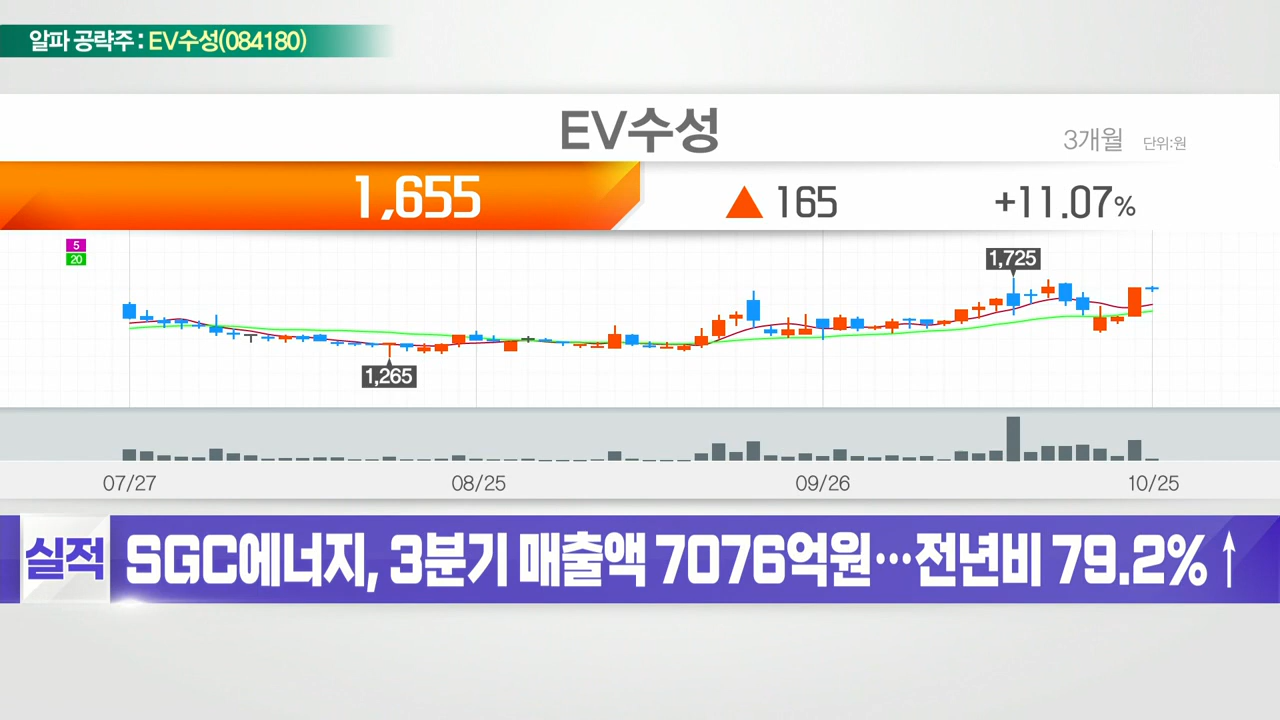 알파 공략주 : EV수성(084180)
EV수성
3개월 단위:원
1,655 ▲ 165 +11.07%
5
20
1,725
1,265
07/27 08/25 09/26 10/25
실적 SGC에너지, 3분기 매출액 7076억원…전년비 79.2%↑